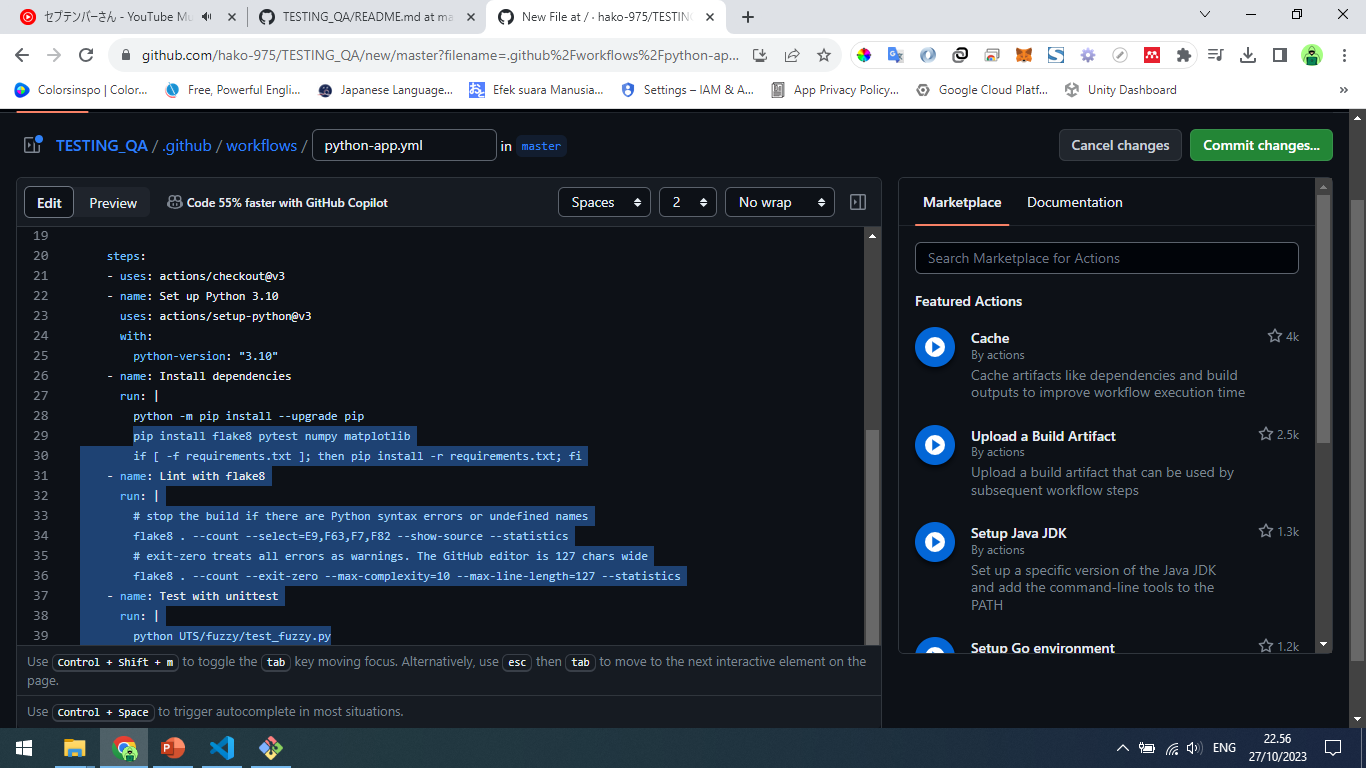 セブテンバーさん - YouTube Mu
TESTING_QA/README.md at ma
New File at / · hako-975/TESTING
github.com/hako-975/TESTING_QA/new/master?filename=.github%2Fworkflows%2Fpython-ap...
Colorsinspo | Color...
Free, Powerful Engli...
Japanese Language...
Efek suara Manusia...
Settings – IAM & A...
App Privacy Policy...
Google Cloud Platf...
Unity Dashboard
»
TESTING_QA / .github / workflows / python-app.yml in master
Cancel changes
Commit changes...
Edit
Preview
Code 55% faster with GitHub Copilot
Spaces
2
No wrap
19
20 steps:
21 - uses: actions/checkout@v3
22 - name: Set up Python 3.10
23 uses: actions/setup-python@v3
24 with:
25 python-version: "3.10"
26 - name: Install dependencies
27 run: |
28 python -m pip install --upgrade pip
29 pip install flake8 pytest numpy matplotlib
30 if [ -f requirements.txt ]; then pip install -r requirements.txt; fi
31 - name: Lint with flake8
32 run: |
33 # stop the build if there are Python syntax errors or undefined names
34 flake8 . --count --select=E9,F63,F7,F82 --show-source --statistics
35 # exit-zero treats all errors as warnings. The GitHub editor is 127 chars wide
36 flake8 . --count --exit-zero --max-complexity=10 --max-line-length=127 --statistics
37 - name: Test with unittest
38 run: |
39 python UTS/fuzzy/test_fuzzy.py
Use Control + Shift + m to toggle the tab key moving focus. Alternatively, use esc then tab to move to the next interactive element on the
page.
Use Control + Space to trigger autocomplete in most situations.
Marketplace
Documentation
Search Marketplace for Actions
Featured Actions
Cache
4k
By actions
Cache artifacts like dependencies and build
outputs to improve workflow execution time
Upload a Build Artifact
2.5k
By actions
Upload a build artifact that can be used by
subsequent workflow steps
Setup Java JDK
1.3k
By actions
Set up a specific version of the Java JDK
and add the command-line tools to the
PATH
Setup Go environment
1.2k
ENG
22.56
27/10/2023